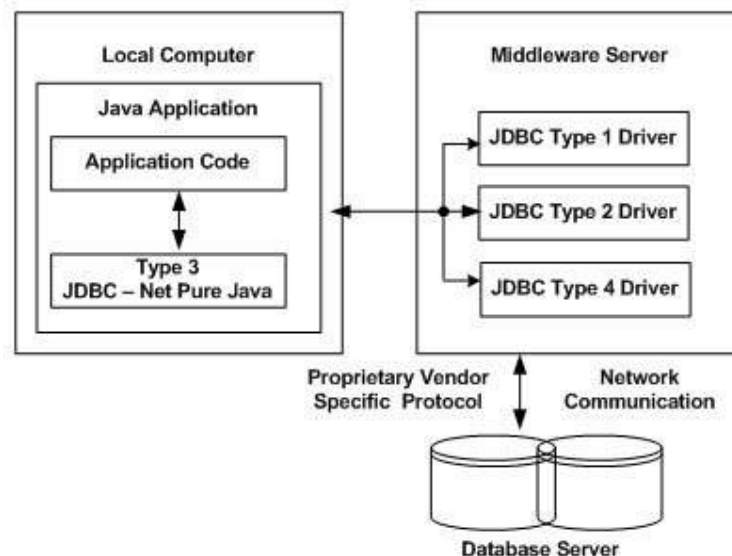 Local Computer
Java Application
Application Code
Type 3
JDBC – Net Pure Java
Middleware Server
JDBC Type 1 Driver
JDBC Type 2 Driver
JDBC Type 4 Driver
Proprietary Vendor
Specific Protocol
Network
Communication
Database Server